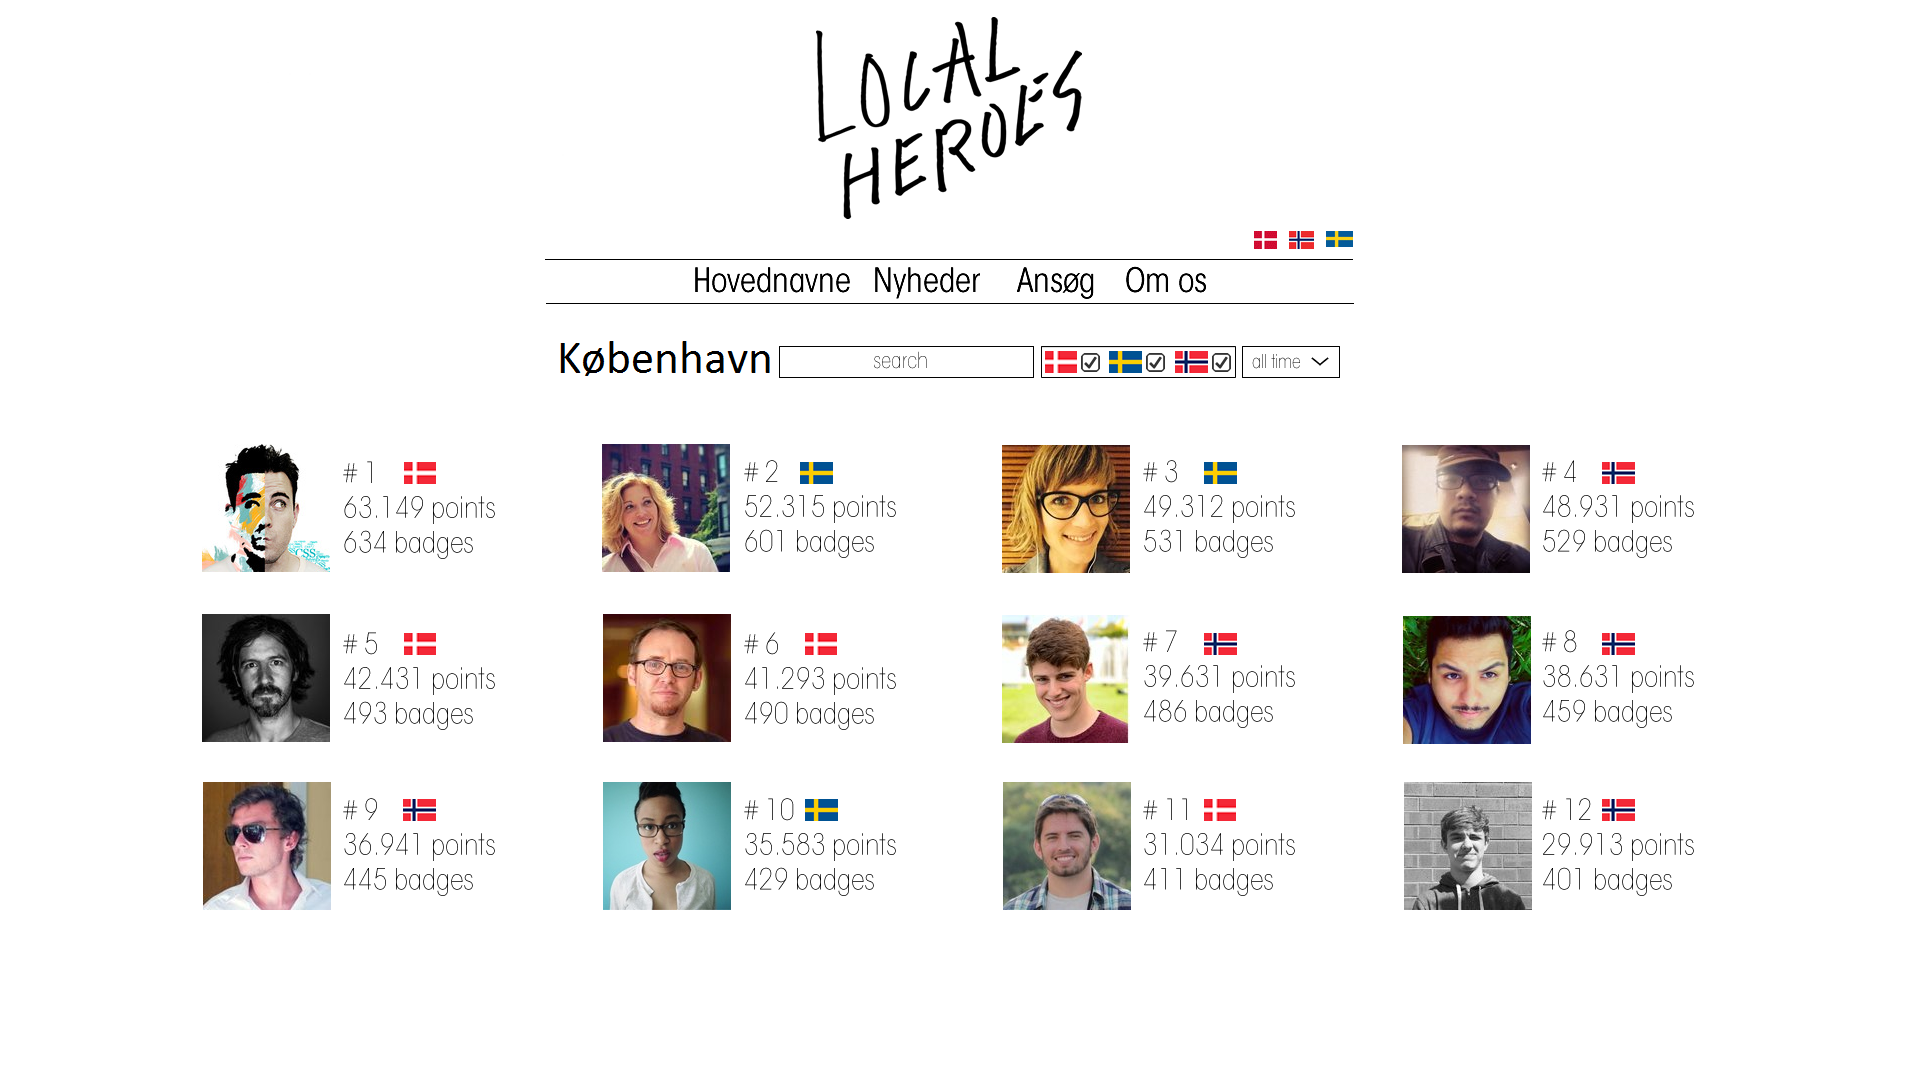 LOCAL
HEROES
Hovednavne Nyheder Ansøg Om os
København search all time
# 1
63.149 points
634 badges
# 2
52.315 points
601 badges
# 3
49.312 points
531 badges
# 4
48.931 points
529 badges
# 5
42.431 points
493 badges
# 6
41.293 points
490 badges
# 7
39.631 points
486 badges
# 8
38.631 points
459 badges
# 9
36.941 points
445 badges
# 10
35.583 points
429 badges
# 11
31.034 points
411 badges
# 12
29.913 points
401 badges